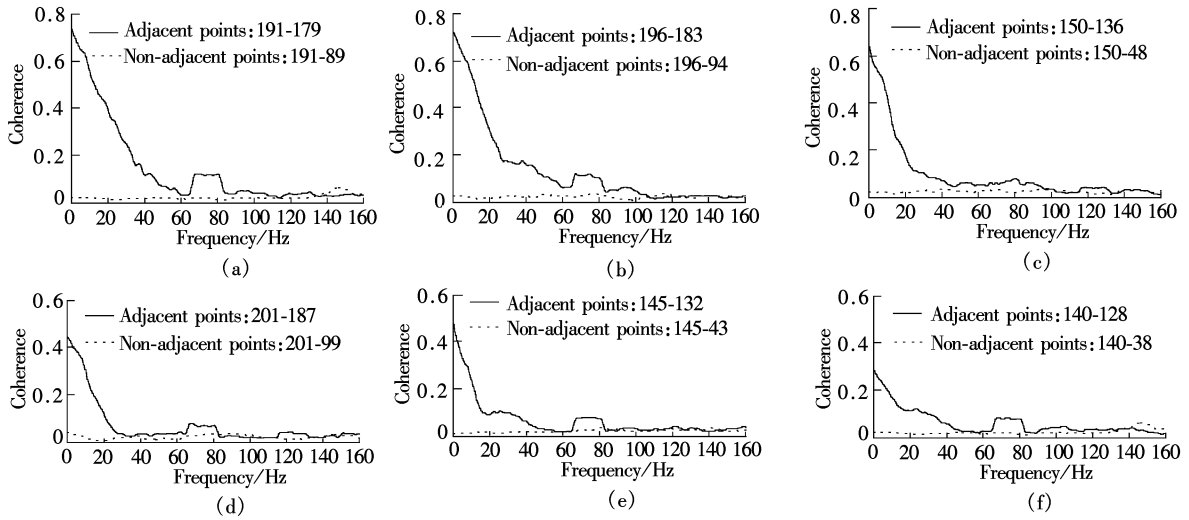 0.8
0.6
0.4
0.2
0
Coherence
Adjacent points:191-179
Non-adjacent points:191-89
0 20 40 60 80 100 120 140 160
Frequency/Hz
(a)
0.8
0.6
0.4
0.2
0
Coherence
Adjacent points:196-183
Non-adjacent points:196-94
0 20 40 60 80 100 120 140 160
Frequency/Hz
(b)
0.8
0.6
0.4
0.2
0
Coherence
Adjacent points:150-136
Non-adjacent points:150-48
0 20 40 60 80 100 120 140 160
Frequency/Hz
(c)
0.6
0.4
0.2
0
Coherence
Adjacent points:201-187
Non-adjacent points:201-99
0 20 40 60 80 100 120 140 160
Frequency/Hz
(d)
0.6
0.4
0.2
0
Coherence
Adjacent points:145-132
Non-adjacent points:145-43
0 20 40 60 80 100 120 140 160
Frequency/Hz
(e)
0.6
0.4
0.2
0
Coherence
Adjacent points:140-128
Non-adjacent points:140-38
0 20 40 60 80 100 120 140 160
Frequency/Hz
(f)